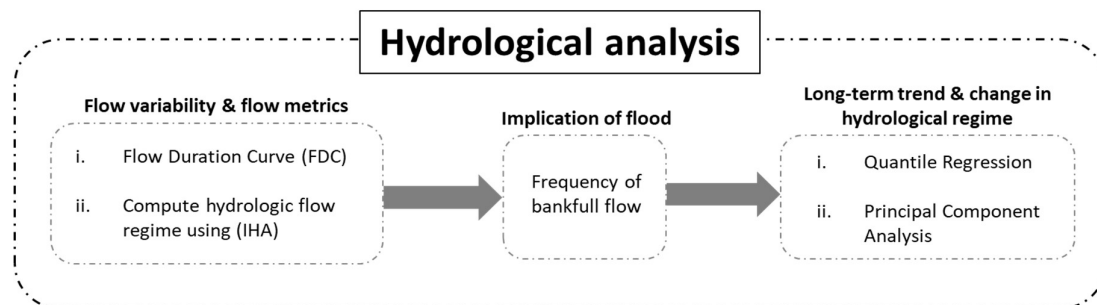 Hydrological analysis
Flow variability & flow metrics
i. Flow Duration Curve (FDC)
ii. Compute hydrologic flow
regime using (IHA)
Implication of flood
Frequency of
bankfull flow
Long-term trend & change in
hydrological regime
i. Quantile Regression
ii. Principal Component
Analysis